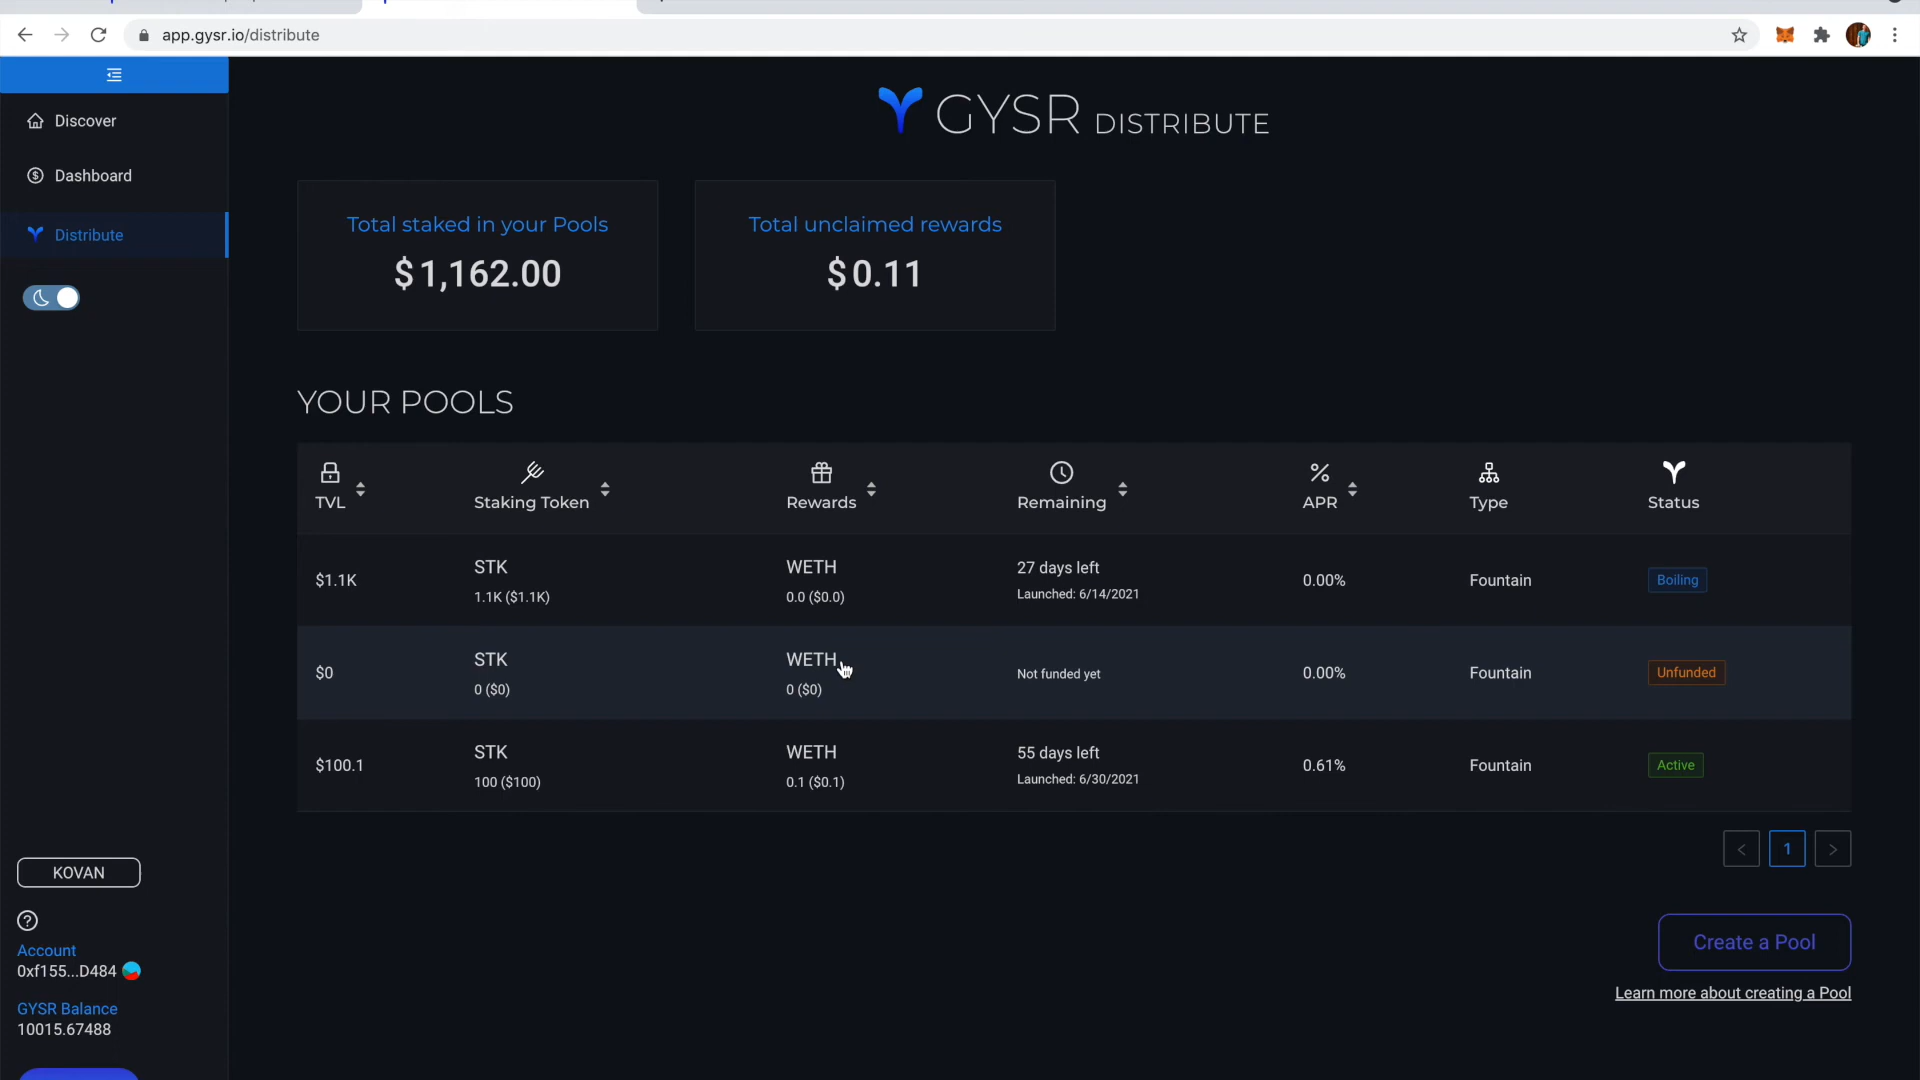 app.gysr.io/distribute
Discover
Dashboard
Distribute
GYSR DISTRIBUTE
Total staked in your Pools
$1,162.00
Total unclaimed rewards
$0.11
YOUR POOLS
TVL Staking Token Rewards Remaining APR Type Status
$1.1K STK WETH 27 days left 0.00% Fountain Boiling
1.1K ($1.1K) 0.0 ($0.0) Launched: 6/14/2021
$0 STK WETH Not funded yet 0.00% Fountain Unfunded
0 ($0) 0 ($0)
$100.1 STK WETH 55 days left 0.61% Fountain Active
100 ($100) 0.1 ($0.1) Launched: 6/30/2021
< 1 >
Create a Pool
Learn more about creating a Pool
KOVAN
Account
0xf155...D484
GYSR Balance
10015.67488